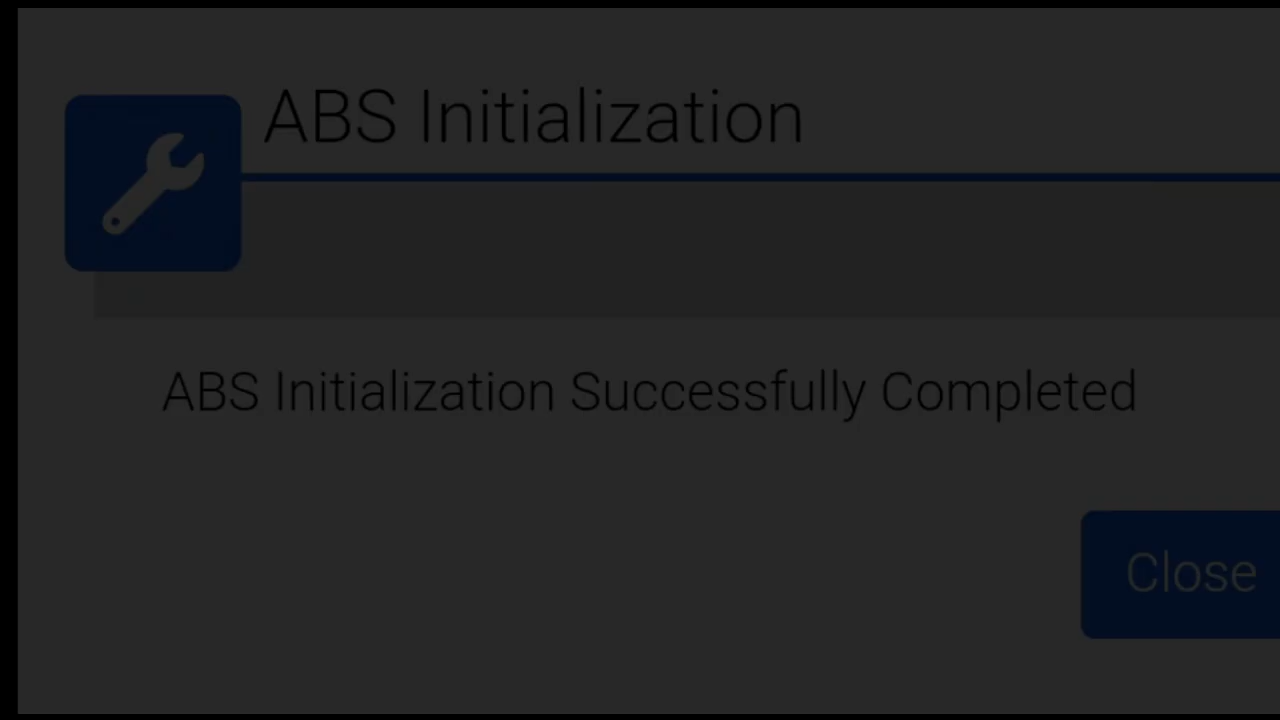 ABS Initialization
ABS Initialization Successfully Completed
Close